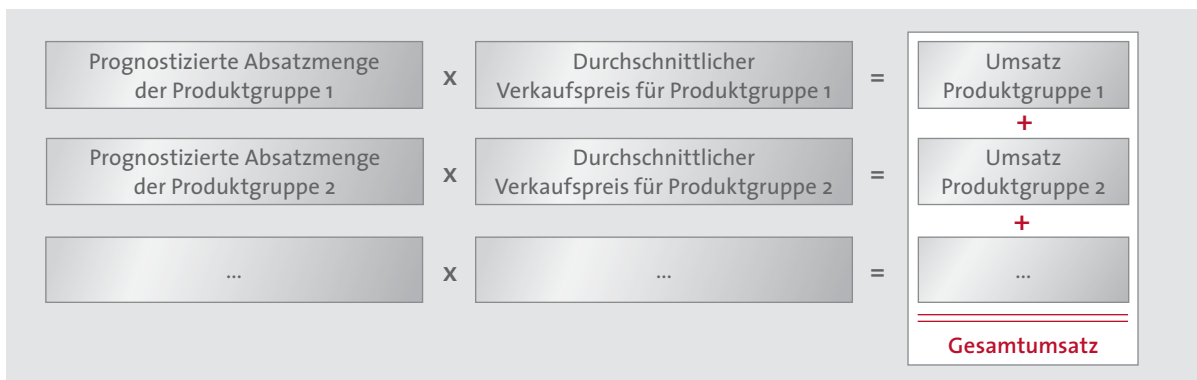 Prognostizierte Absatzmenge
der Produktgruppe 1
x
Durchschnittlicher
Verkaufspreis für Produktgruppe 1
=
Umsatz
Produktgruppe 1
+
Prognostizierte Absatzmenge
der Produktgruppe 2
x
Durchschnittlicher
Verkaufspreis für Produktgruppe 2
=
Umsatz
Produktgruppe 2
+
...
x
...
=
...
Gesamtumsatz